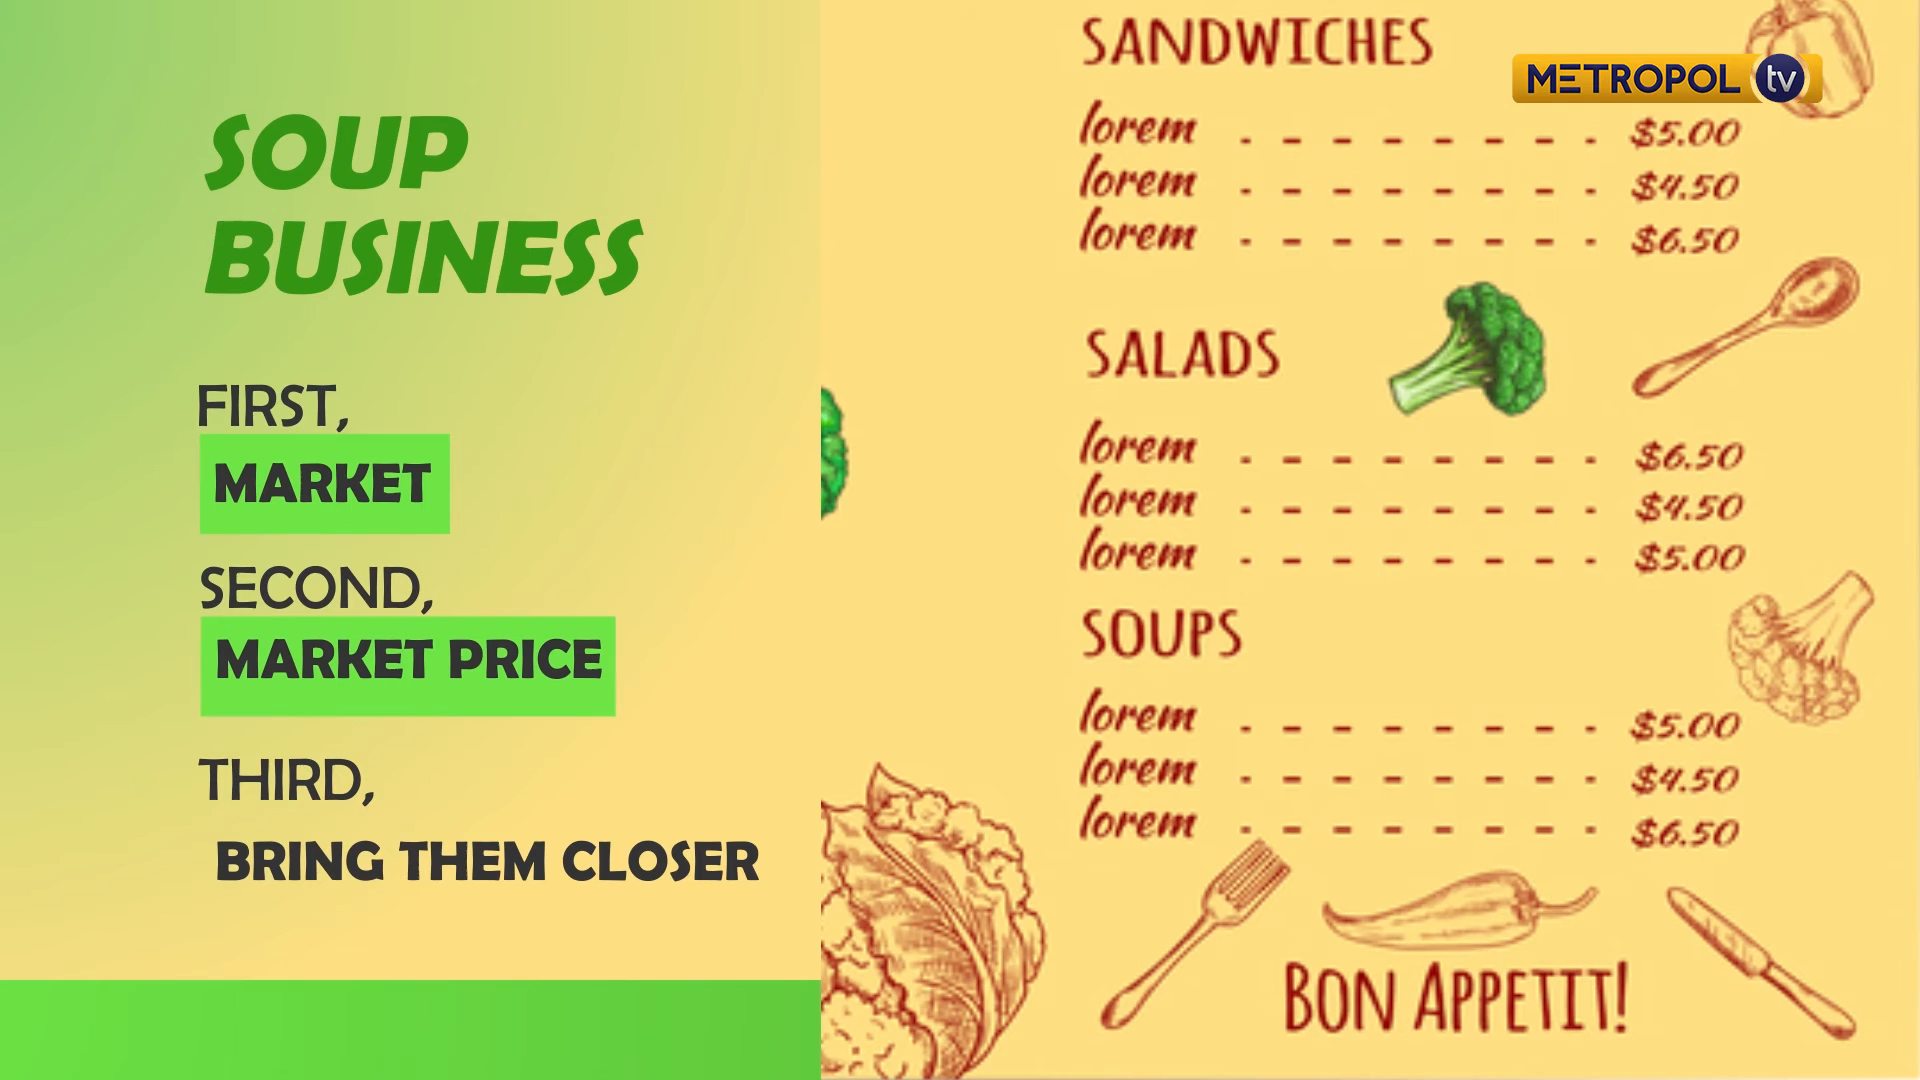 SOUP
BUSINESS
FIRST,
MARKET
SECOND,
MARKET PRICE
THIRD,
BRING THEM CLOSER
METROPOL tv
SANDWICHES
lorem - - - - - - - - $5.00
lorem - - - - - - - - $4.50
lorem - - - - - - - - $6.50
SALADS
lorem - - - - - - - - $6.50
lorem - - - - - - - - $4.50
lorem - - - - - - - - $5.00
SOUPS
lorem - - - - - - - - $5.00
lorem - - - - - - - - $4.50
lorem - - - - - - - - $6.50
BON APPETIT!